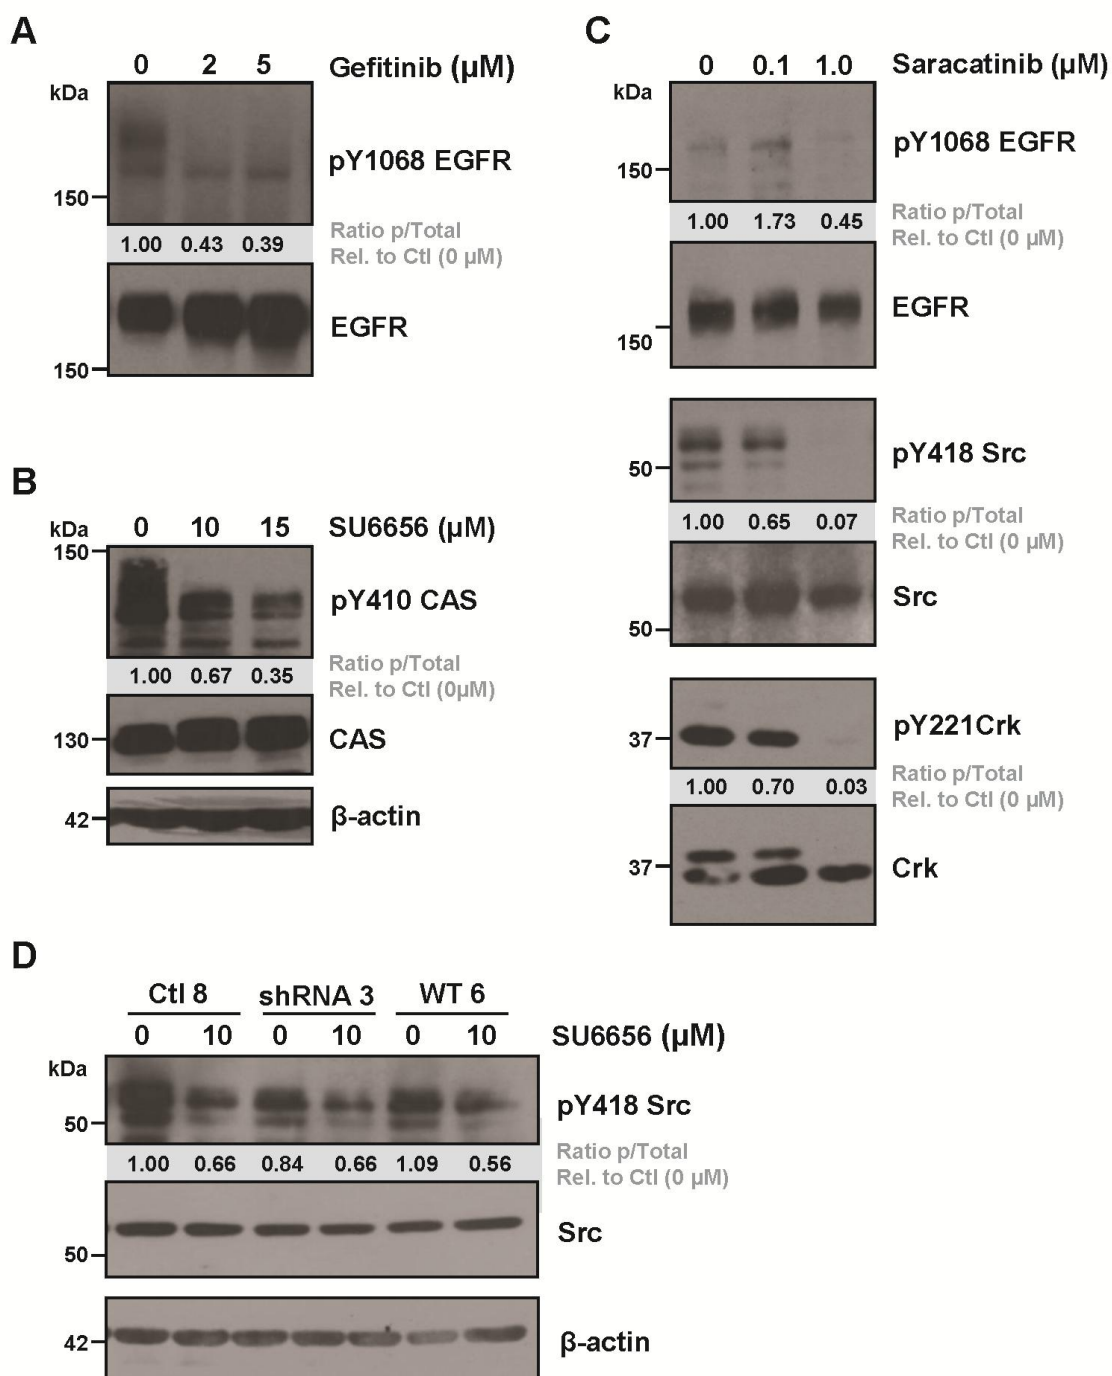 A
0 2 5 Gefitinib (µM)
kDa
pY1068 EGFR
150
1.00 0.43 0.39
Ratio p/Total
Rel. to Ctl (0 µM)
EGFR
150
B
0 10 15 SU6656 (µM)
kDa
150
pY410 CAS
1.00 0.67 0.35
Ratio p/Total
Rel. to Ctl (0µM)
130
CAS
42
β-actin
C
0 0.1 1.0 Saracatinib (µM)
kDa
pY1068 EGFR
150
1.00 1.73 0.45
Ratio p/Total
Rel. to Ctl (0 µM)
EGFR
150
pY418 Src
50
1.00 0.65 0.07
Ratio p/Total
Rel. to Ctl (0 µM)
Src
50
pY221Crk
37
1.00 0.70 0.03
Ratio p/Total
Rel. to Ctl (0 µM)
37
Crk
D
Ctl 8 shRNA 3 WT 6
0 10 0 10 0 10 SU6656 (µM)
kDa
pY418 Src
50
1.00 0.66 0.84 0.66 1.09 0.56
Ratio p/Total
Rel. to Ctl (0 µM)
Src
50
42
β-actin